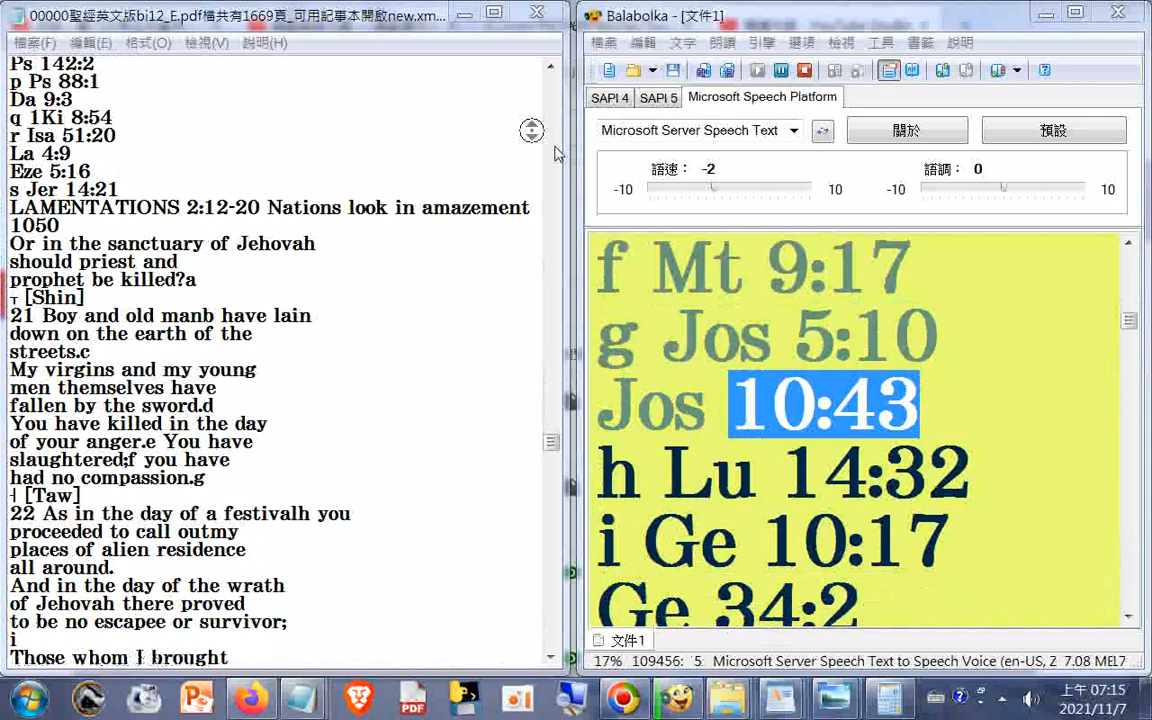 00000聖經英文版bi12_E.pdf檔共有1669頁_可用記事本開啟new.xm...
檔案(F) 編輯(E) 格式(O) 檢視(V) 說明(H)
Ps 142:2
p Ps 88:1
Da 9:3
q 1Ki 8:54
r Isa 51:20
La 4:9
Eze 5:16
s Jer 14:21
LAMENTATIONS 2:12-20 Nations look in amazement
1050
Or in the sanctuary of Jehovah
should priest and
prophet be killed?a
[Shin]
21 Boy and old manb have lain
down on the earth of the
streets.c
My virgins and my young
men themselves have
fallen by the sword.d
You have killed in the day
of your anger.e You have
slaughtered;f you have
had no compassion.g
[Taw]
22 As in the day of a festivalh you
proceeded to call outmy
places of alien residence
all around.
And in the day of the wrath
of Jehovah there proved
to be no escapee or survivor;
i
Those whom I brought
Balabolka - [文件1]
檔案 編輯 文字 朗讀 引擎 選項 檢視 工具 書籤 說明
SAPI 4 SAPI 5 Microsoft Speech Platform
Microsoft Server Speech Text 關於 預設
語速: -2 語調: 0
-10 10 -10 10
f Mt 9:17
g Jos 5:10
Jos 10:43
h Lu 14:32
i Ge 10:17
Ge 34:2
文件1
17% 109456: 5 Microsoft Server Speech Text to Speech Voice (en-US, Z 7.08 MB
PDF
上午 07:15
2021/11/7